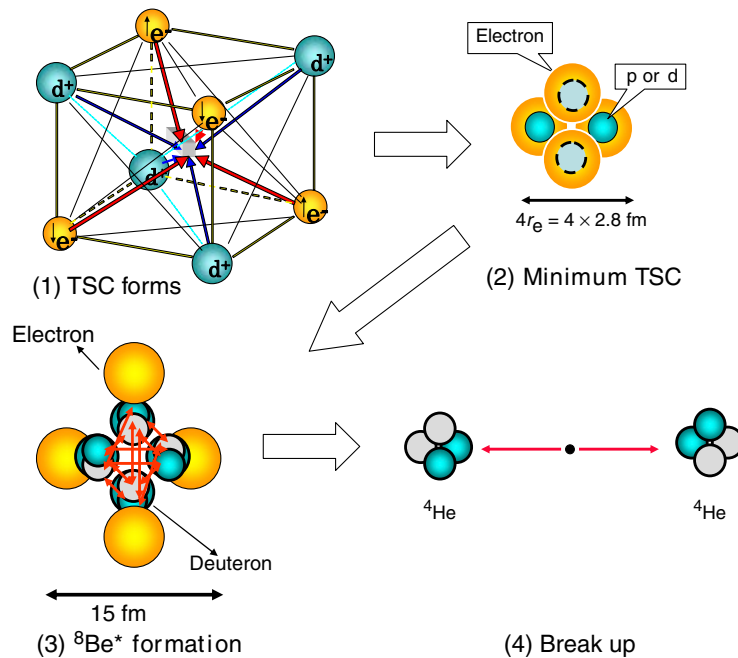 ↑e-
d+
d+
↓e-
d+
↓e-
↑e-
d+
(1) TSC forms
Electron
p or d
4rₑ = 4 × 2.8 fm
(2) Minimum TSC
Electron
Deuteron
15 fm
(3) ⁸Be* formation
⁴He
⁴He
(4) Break up